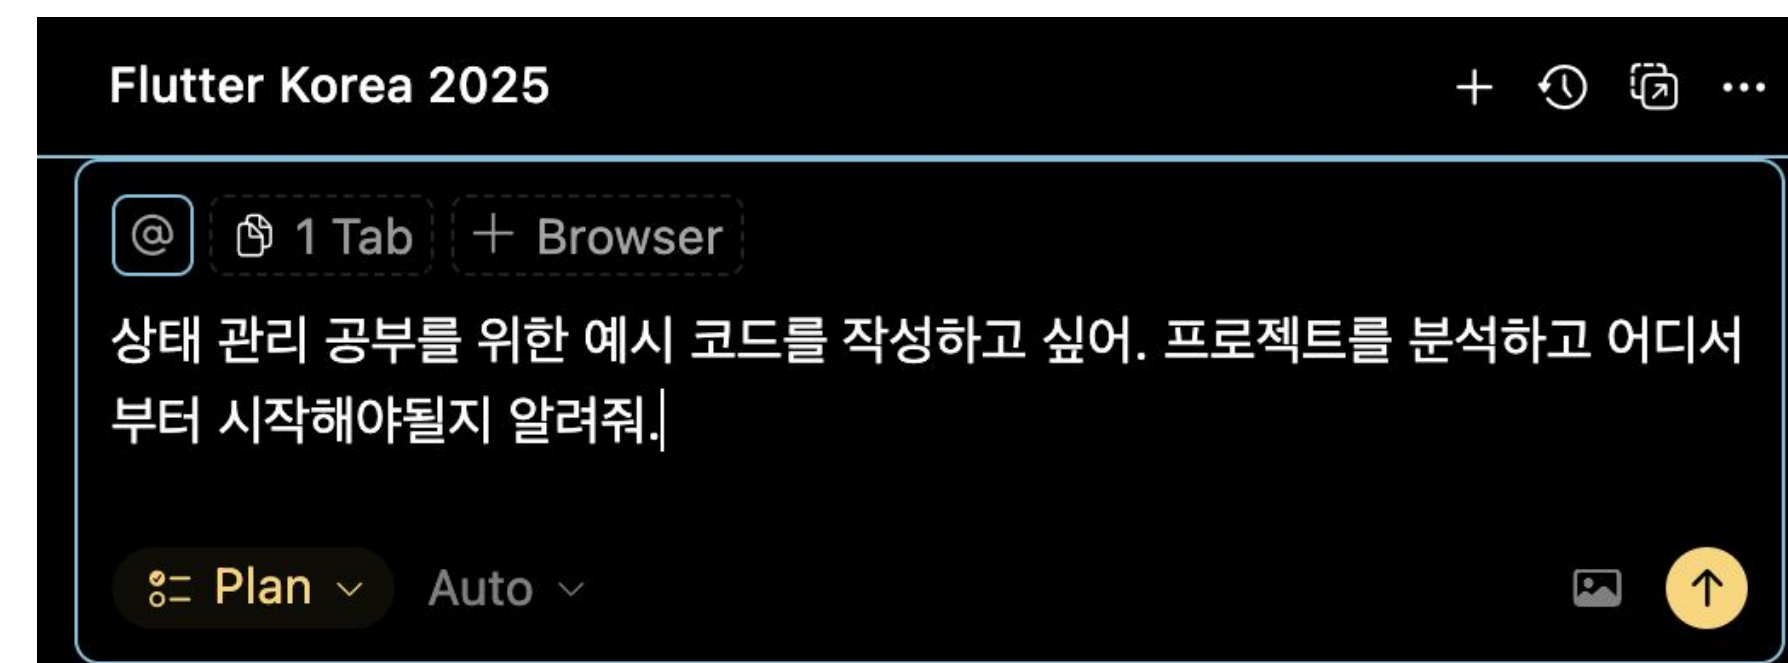 Flutter Korea 2025
@ 1 Tab + Browser
상태 관리 공부를 위한 예시 코드를 작성하고 싶어. 프로젝트를 분석하고 어디서
부터 시작해야될지 알려줘.
Plan Auto